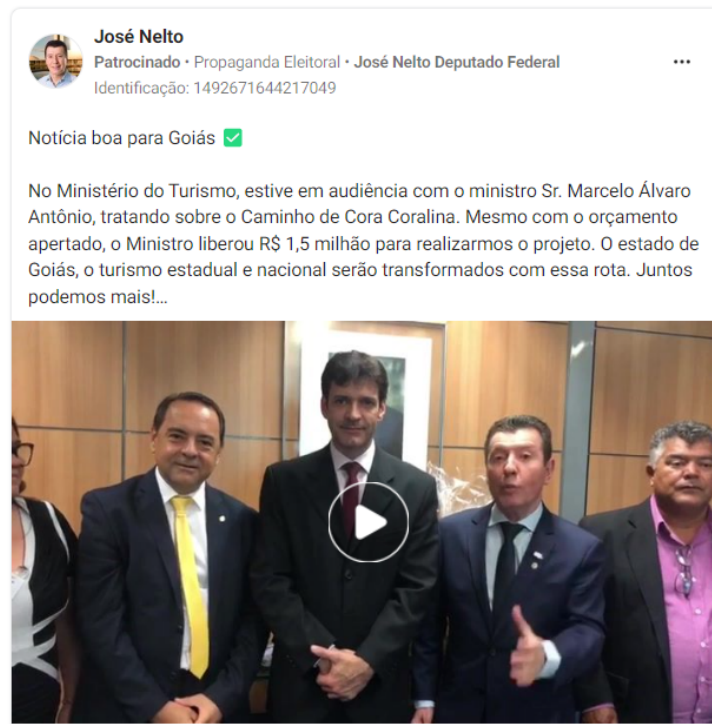 José Nelto
Patrocinado • Propaganda Eleitoral • José Nelto Deputado Federal
Identificação: 1492671644217049
Notícia boa para Goiás ✅
No Ministério do Turismo, estive em audiência com o ministro Sr. Marcelo Álvaro
Antônio, tratando sobre o Caminho de Cora Coralina. Mesmo com o orçamento
apertado, o Ministro liberou R$ 1,5 milhão para realizarmos o projeto. O estado de
Goiás, o turismo estadual e nacional serão transformados com essa rota. Juntos
podemos mais!...